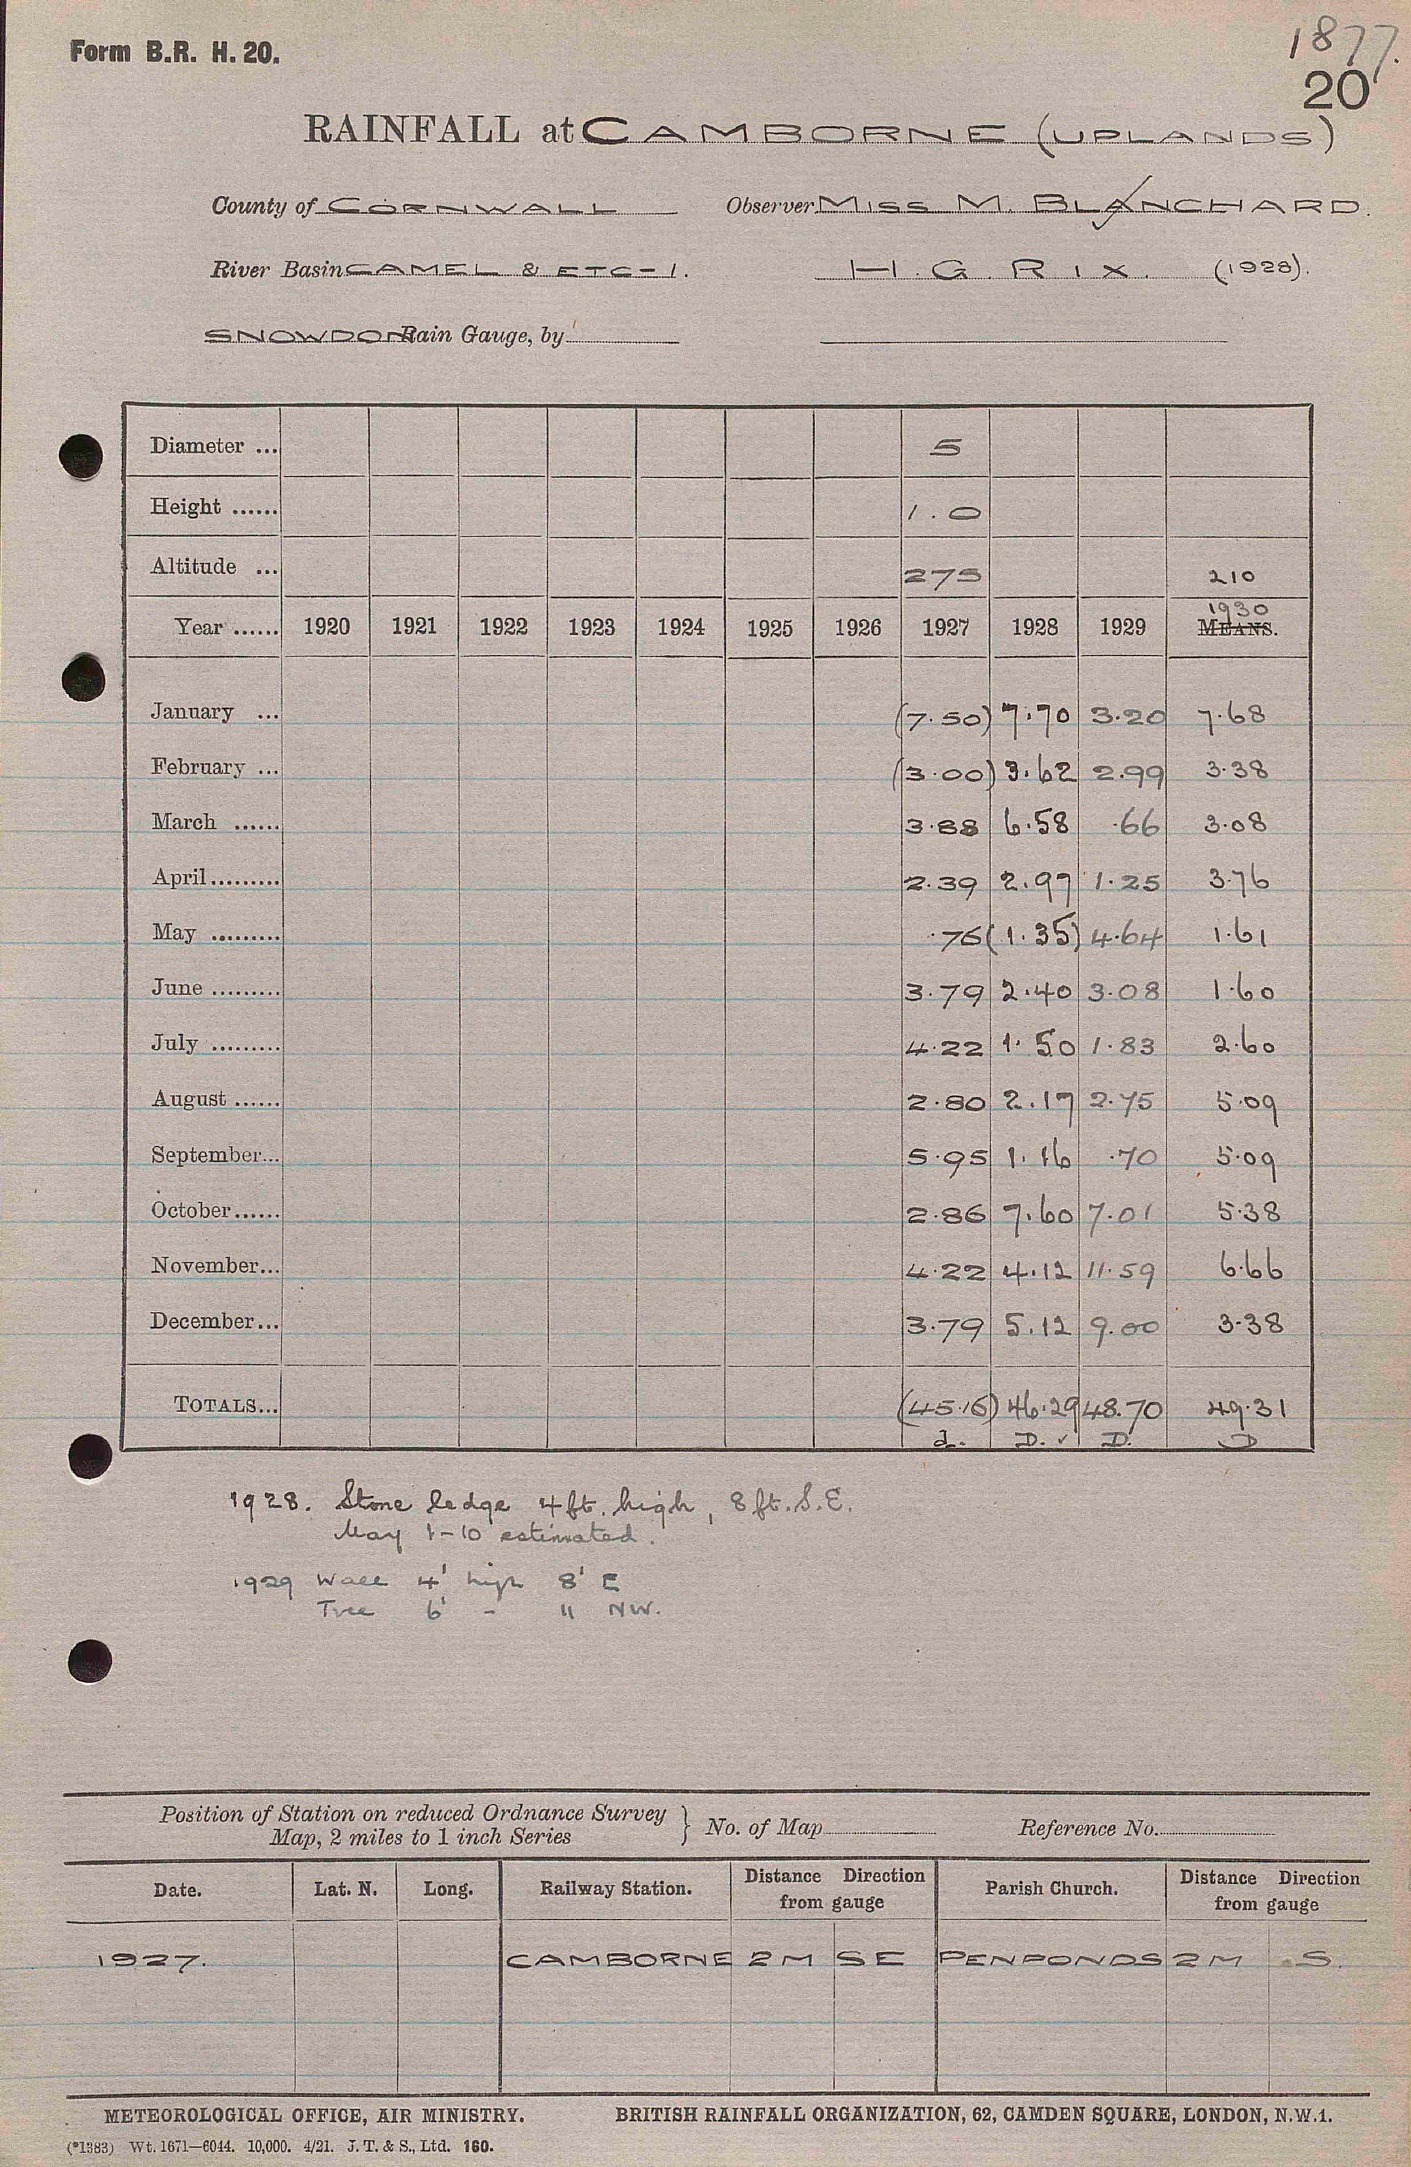 1877.
Form B.R. H. 20.
20
RAINFALL at CAMBORNE (UPLANDS)
County of CORNWALL Observer MISS M. BLANCHARD.
River Basin CAMEL & ETC - 1. H. G. RIX. (1928).
SNOWDON Rain Gauge, by
Diameter ... 5
Height ...... 1.0
Altitude ... 275 210
1930
Year ...... 1920 1921 1922 1923 1924 1925 1926 1927 1928 1929 MEANS.
January ... (7.50) 7.70 3.20 7.68
February ... (3.00) 3.62 2.99 3.38
March ...... 3.88 6.58 .66 3.08
April......... 2.39 2.97 1.25 3.76
May ......... .76 (1.35) 4.64 1.61
June ......... 3.79 2.40 3.08 1.60
July ......... 4.22 1.50 1.83 2.60
August ...... 2.80 2.17 2.75 5.09
September... 5.95 1.16 .70 5.09
October...... 2.86 7.60 7.01 5.38
November... 4.22 4.12 11.59 6.66
December... 3.79 5.12 9.00 3.38
TOTALS... (45.16) 46.29 48.70 49.31
d. D. ✓ D. D
1928. Stone ledge 4ft. high, 8ft. S.E.
May 1-10 estimated.
1929 Wall 4' high 8' E
Tree 6' - 11 NW.
Position of Station on reduced Ordnance Survey
Map, 2 miles to 1 inch Series } No. of Map Reference No.
Date. Lat. N. Long. Railway Station. Distance Direction from gauge Parish Church. Distance Direction from gauge
1927. CAMBORNE 2 M SE PENPONDS 2 M S.
METEOROLOGICAL OFFICE, AIR MINISTRY. BRITISH RAINFALL ORGANIZATION, 62, CAMDEN SQUARE, LONDON, N.W.1.
(*1383) Wt. 1671—6044. 10,000. 4/21. J. T. & S., Ltd. 160.